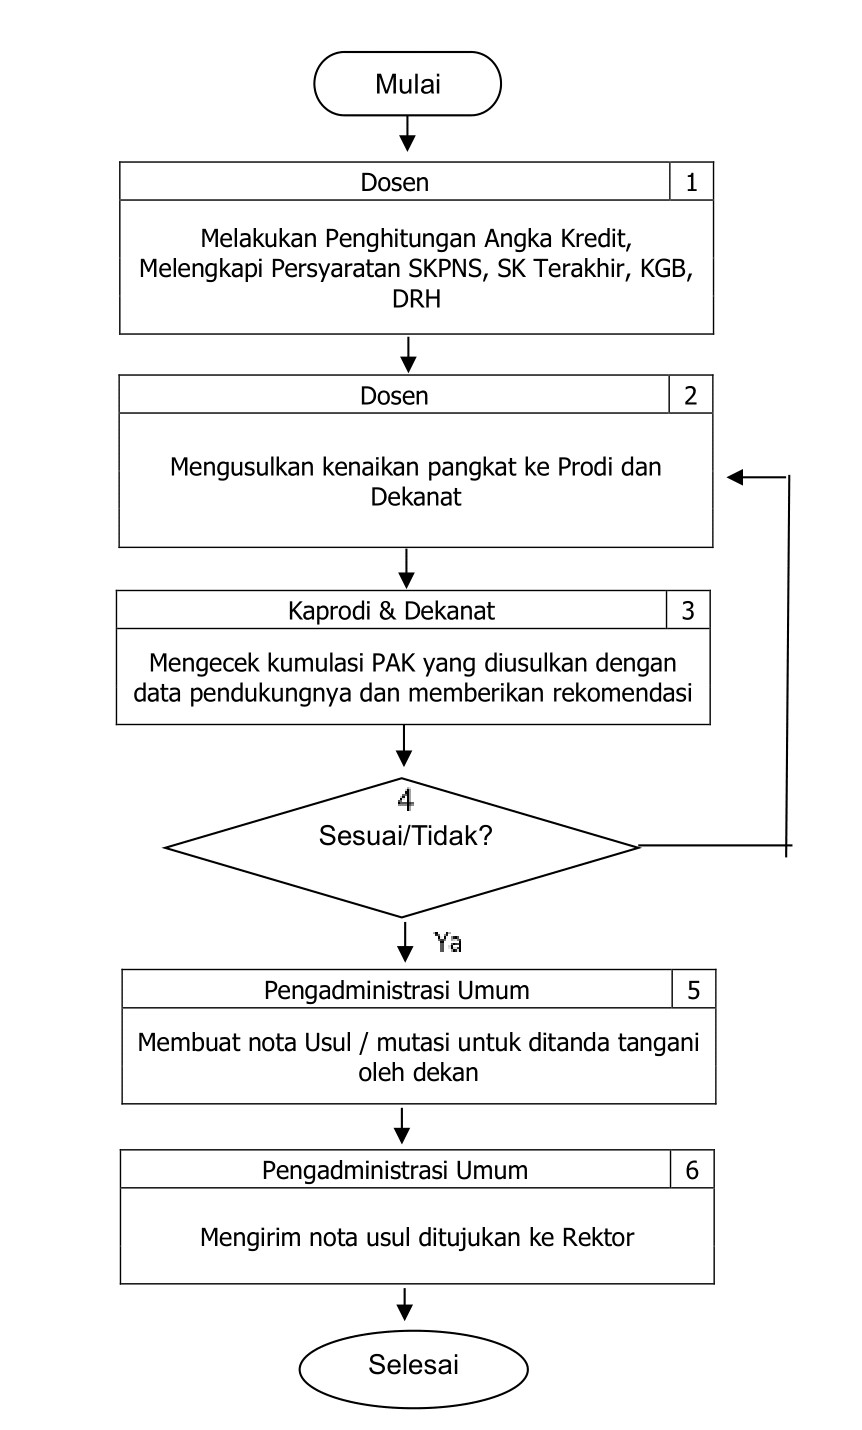 Mulai
Dosen 1
Melakukan Penghitungan Angka Kredit,
Melengkapi Persyaratan SKPNS, SK Terakhir, KGB,
DRH
Dosen 2
Mengusulkan kenaikan pangkat ke Prodi dan
Dekanat
Kaprodi & Dekanat 3
Mengecek kumulasi PAK yang diusulkan dengan
data pendukungnya dan memberikan rekomendasi
4
Sesuai/Tidak?
Ya
Pengadministrasi Umum 5
Membuat nota Usul / mutasi untuk ditanda tangani
oleh dekan
Pengadministrasi Umum 6
Mengirim nota usul ditujukan ke Rektor
Selesai